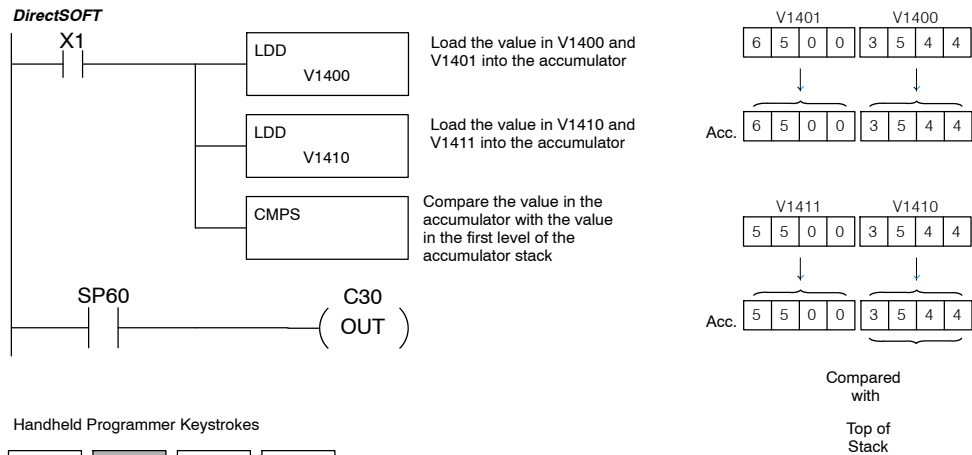 DirectSOFT
X1
LDD
V1400
Load the value in V1400 and
V1401 into the accumulator
LDD
V1410
Load the value in V1410 and
V1411 into the accumulator
CMPS
Compare the value in the
accumulator with the value
in the first level of the
accumulator stack
SP60
C30
OUT
Handheld Programmer Keystrokes
V1401 V1400
6 5 0 0 3 5 4 4
Acc. 6 5 0 0 3 5 4 4
V1411 V1410
5 5 0 0 3 5 4 4
Acc. 5 5 0 0 3 5 4 4
Compared
with
Top of
Stack